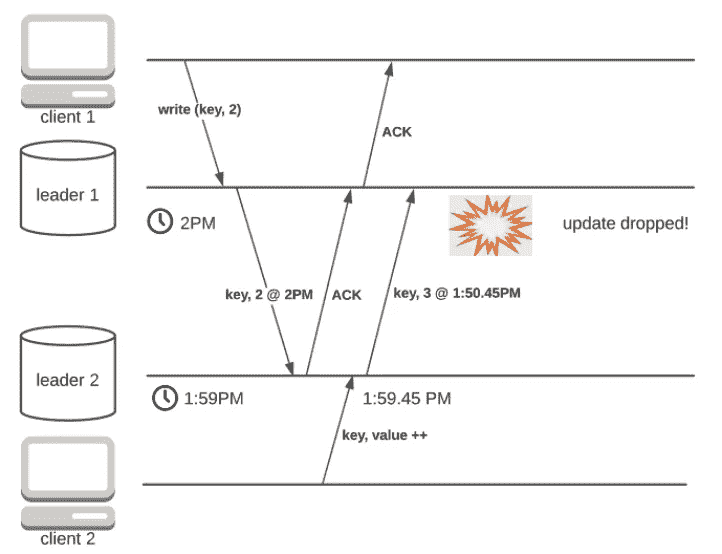 client 1
write (key, 2)
ACK
leader 1
2PM
update dropped!
key, 2 @ 2PM
ACK
key, 3 @ 1:50.45PM
leader 2
1:59PM
1:59.45 PM
key, value ++
client 2